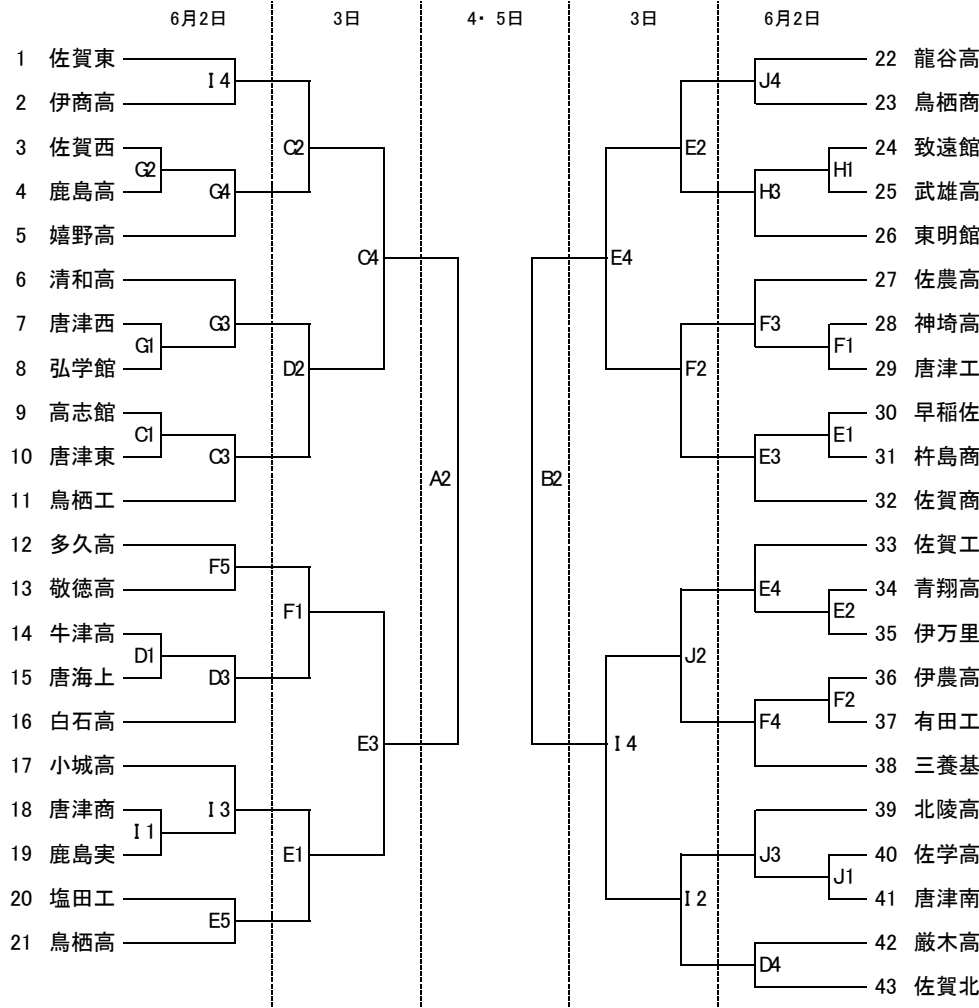 6月2日 3日 4・5日 3日 6月2日
1 佐賀東 22 龍谷高
I 4 J4
2 伊商高 23 鳥栖商
3 佐賀西 C2 E2 24 致遠館
G2 H1
4 鹿島高 G4 H3 25 武雄高
5 嬉野高 26 東明館
C4 E4
6 清和高 27 佐農高
7 唐津西 G3 F3 28 神埼高
G1 F1
8 弘学館 D2 F2 29 唐津工
9 高志館 30 早稲佐
C1 E1
10 唐津東 C3 E3 31 杵島商
A2 B2
11 鳥栖工 32 佐賀商
12 多久高 33 佐賀工
F5
13 敬徳高 E4 34 青翔高
F1 E2
14 牛津高 35 伊万里
D1 J2
15 唐海上 D3 36 伊農高
F2
16 白石高 F4 37 有田工
E3 I 4
17 小城高 38 三養基
18 唐津商 I 3 39 北陵高
I 1
19 鹿島実 E1 J3 40 佐学高
J1
20 塩田工 I 2 41 唐津南
E5
21 鳥栖高 42 厳木高
D4
43 佐賀北